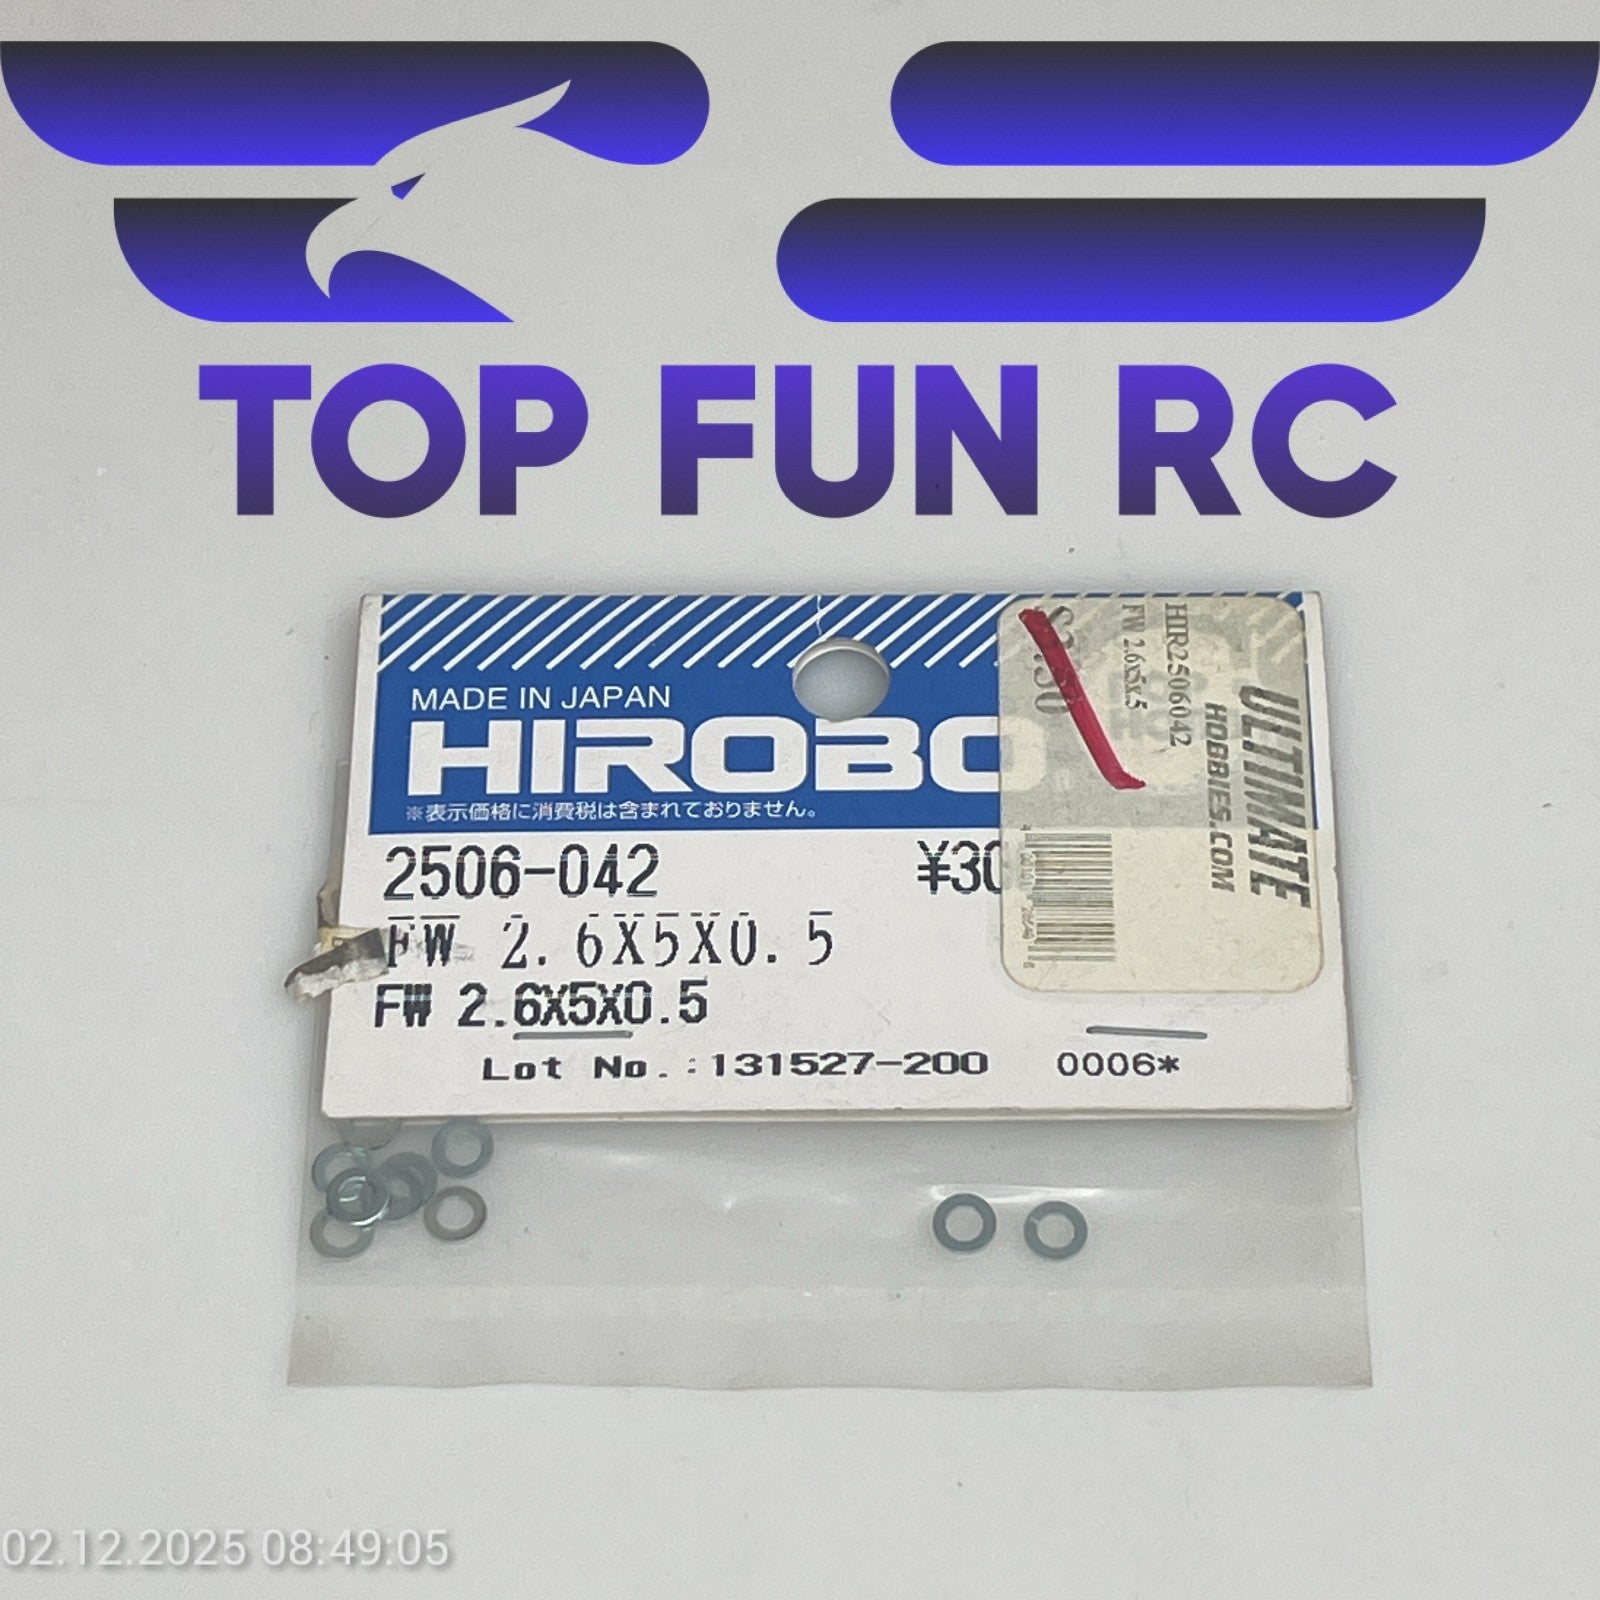 TOP FUN RC
MADE IN JAPAN
HIROBO
※表示価格に消費税は含まれておりません。
2506-042 ¥30
FW 2.6X5X0.5
FW 2.6X5X0.5
Lot No.:131527-200 0006*
ULTIMATE
HOBBIES.COM
HIR2506042
FW 2.6x5x.5
02.12.2025 08:49:05